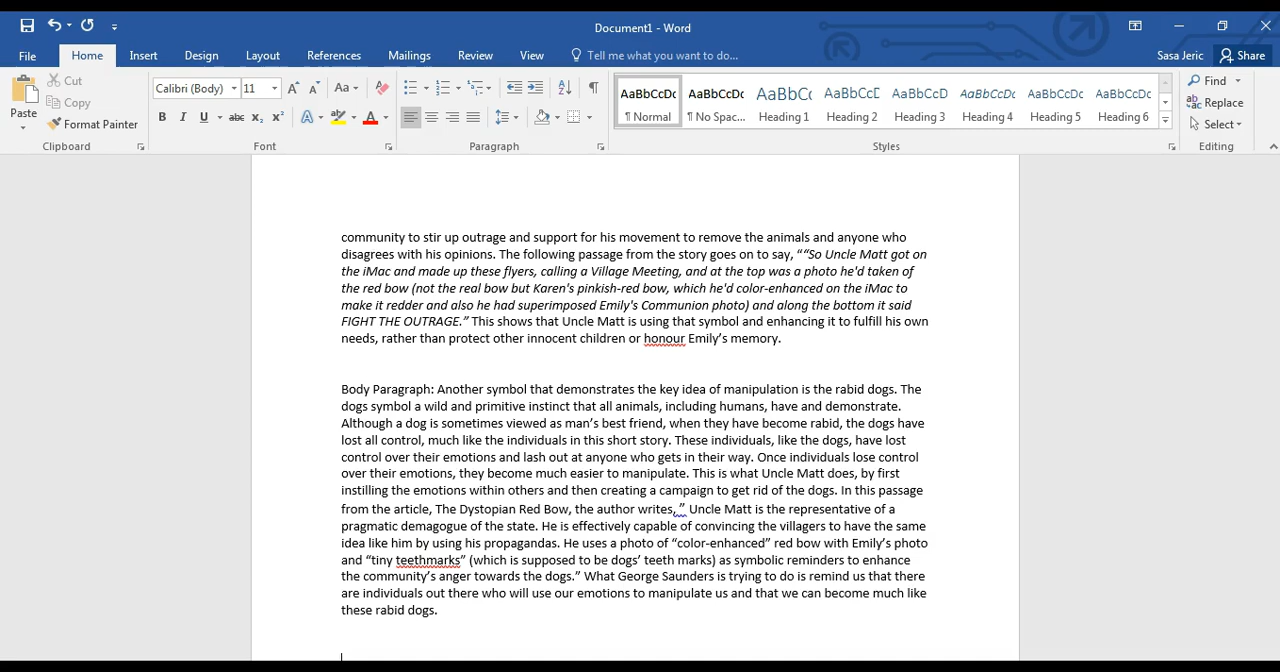 Document1 - Word
File Home Insert Design Layout References Mailings Review View Tell me what you want to do... Sasa Jeric Share
Paste Cut Copy Format Painter Clipboard
Calibri (Body) 11 Aa B I U abc x₂ x² A A Font
Paragraph
AaBbCcDc ¶ Normal
AaBbCcDc ¶ No Spac...
AaBbCc Heading 1
AaBbCcD Heading 2
AaBbCcD Heading 3
AaBbCcDc Heading 4
AaBbCcDc Heading 5
AaBbCcDc Heading 6
Styles
Find Replace Select Editing
community to stir up outrage and support for his movement to remove the animals and anyone who
disagrees with his opinions. The following passage from the story goes on to say, ““So Uncle Matt got on
the iMac and made up these flyers, calling a Village Meeting, and at the top was a photo he'd taken of
the red bow (not the real bow but Karen's pinkish-red bow, which he'd color-enhanced on the iMac to
make it redder and also he had superimposed Emily's Communion photo) and along the bottom it said
FIGHT THE OUTRAGE.” This shows that Uncle Matt is using that symbol and enhancing it to fulfill his own
needs, rather than protect other innocent children or honour Emily’s memory.
Body Paragraph: Another symbol that demonstrates the key idea of manipulation is the rabid dogs. The
dogs symbol a wild and primitive instinct that all animals, including humans, have and demonstrate.
Although a dog is sometimes viewed as man’s best friend, when they have become rabid, the dogs have
lost all control, much like the individuals in this short story. These individuals, like the dogs, have lost
control over their emotions and lash out at anyone who gets in their way. Once individuals lose control
over their emotions, they become much easier to manipulate. This is what Uncle Matt does, by first
instilling the emotions within others and then creating a campaign to get rid of the dogs. In this passage
from the article, The Dystopian Red Bow, the author writes,” Uncle Matt is the representative of a
pragmatic demagogue of the state. He is effectively capable of convincing the villagers to have the same
idea like him by using his propagandas. He uses a photo of “color-enhanced” red bow with Emily’s photo
and “tiny teethmarks” (which is supposed to be dogs’ teeth marks) as symbolic reminders to enhance
the community’s anger towards the dogs.” What George Saunders is trying to do is remind us that there
are individuals out there who will use our emotions to manipulate us and that we can become much like
these rabid dogs.